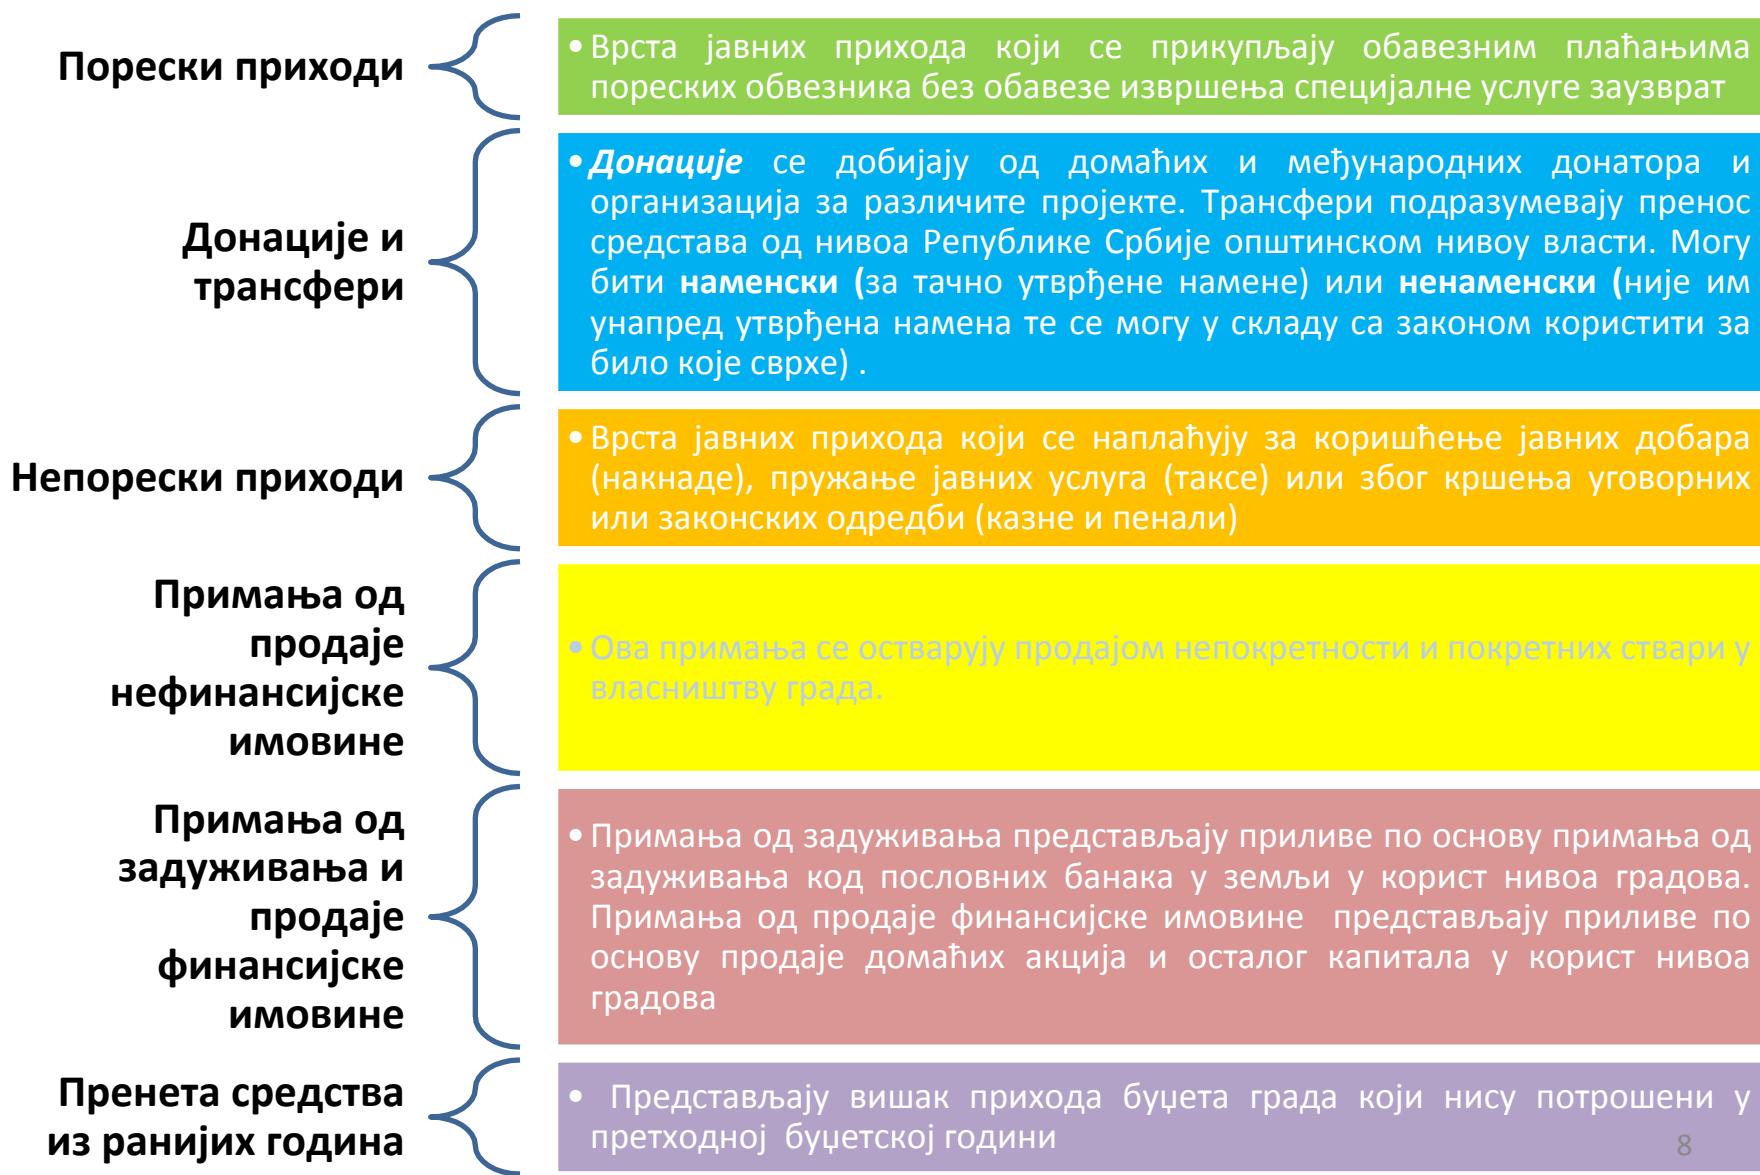 Порески приходи
• Врста јавних прихода који се прикупљају обавезним плаћањима
пореских обвезника без обавезе извршења специјалне услуге заузврат
Донације и
трансфери
• Донације се добијају од домаћих и међународних донатора и
организација за различите пројекте. Трансфери подразумевају пренос
средстава од нивоа Републике Србије општинском нивоу власти. Могу
бити наменски (за тачно утврђене намене) или ненаменски (није им
унапред утврђена намена те се могу у складу са законом користити за
било које сврхе) .
Непорески приходи
• Врста јавних прихода који се наплаћују за коришћење јавних добара
(накнаде), пружање јавних услуга (таксе) или због кршења уговорних
или законских одредби (казне и пенали)
Примања од
продаје
нефинансијске
имовине
• Ова примања се остварују продајом непокретности и покретних ствари у
власништву града.
Примања од
задуживања и
продаје
финансијске
имовине
• Примања од задуживања представљају приливе по основу примања од
задуживања код пословних банака у земљи у корист нивоа градова.
Примања од продаје финансијске имовине представљају приливе по
основу продаје домаћих акција и осталог капитала у корист нивоа
градова
Пренета средства
из ранијих година
• Представљају вишак прихода буџета града који нису потрошени у
претходној буџетској години
8